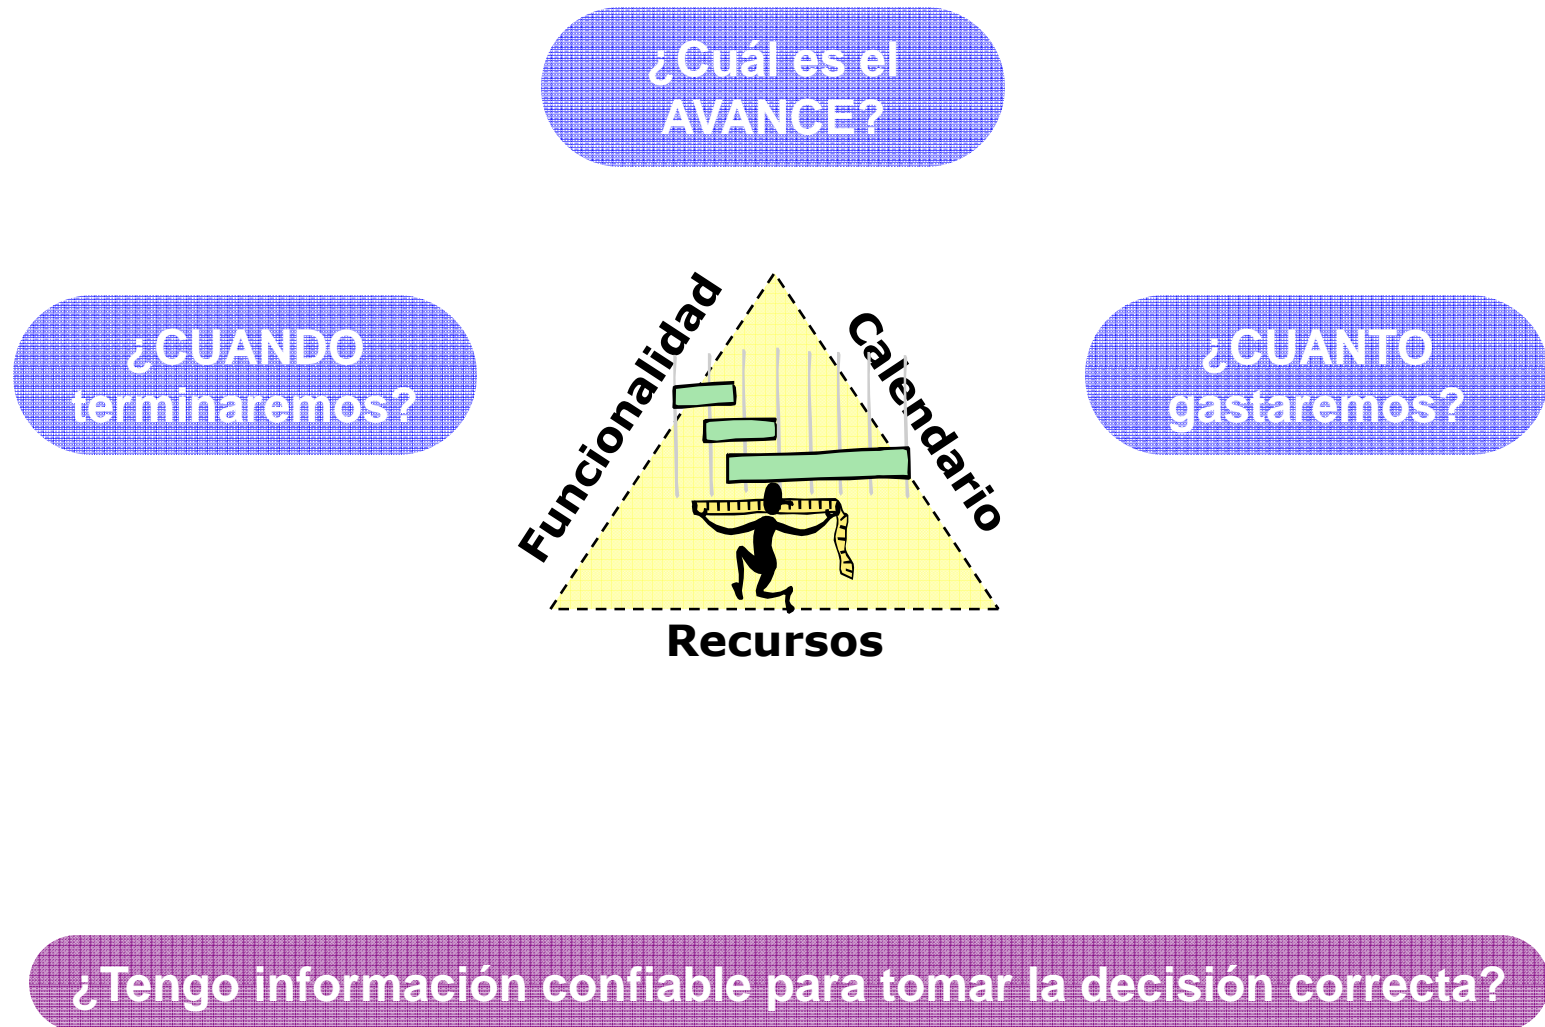 ¿Cuál es el
AVANCE?
¿CUANDO
terminaremos?
Funcionalidad
Calendario
¿CUANTO
gastaremos?
Recursos
¿Tengo información confiable para tomar la decisión correcta?